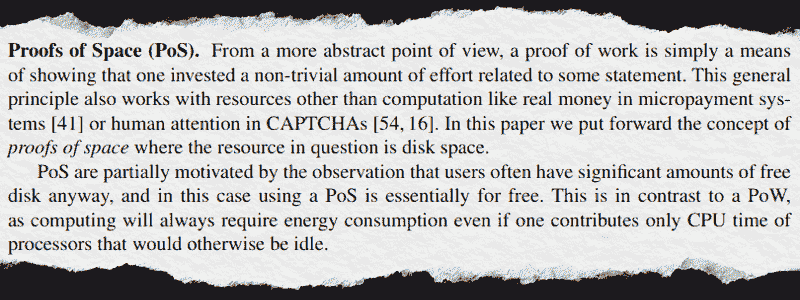 Proofs of Space (PoS). From a more abstract point of view, a proof of work is simply a means
of showing that one invested a non-trivial amount of effort related to some statement. This general
principle also works with resources other than computation like real money in micropayment sys-
tems [41] or human attention in CAPTCHAs [54, 16]. In this paper we put forward the concept of
proofs of space where the resource in question is disk space.
PoS are partially motivated by the observation that users often have significant amounts of free
disk anyway, and in this case using a PoS is essentially for free. This is in contrast to a PoW,
as computing will always require energy consumption even if one contributes only CPU time of
processors that would otherwise be idle.